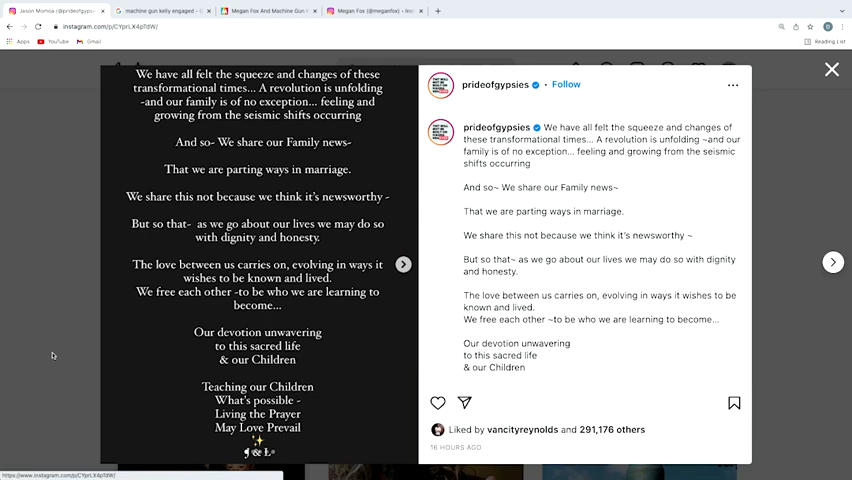 Jason Momoa (@prideofgyps
machine gun kelly engaged - G
Megan Fox And Machine Gun K
Megan Fox (@meganfox) • Inst
instagram.com/p/CYprLX4pTdW/
Apps
YouTube
Gmail
Reading List
We have all felt the squeeze and changes of these
transformational times... A revolution is unfolding
~and our family is of no exception... feeling and
growing from the seismic shifts occurring
And so~ We share our Family news~
That we are parting ways in marriage.
We share this not because we think it's newsworthy ~
But so that~ as we go about our lives we may do so
with dignity and honesty.
The love between us carries on, evolving in ways it
wishes to be known and lived.
We free each other ~to be who we are learning to
become...
Our devotion unwavering
to this sacred life
& our Children
Teaching our Children
What's possible ~
Living the Prayer
May Love Prevail
✨
J & L
prideofgypsies • Follow
prideofgypsies We have all felt the squeeze and changes of
these transformational times... A revolution is unfolding ~and our
family is of no exception... feeling and growing from the seismic
shifts occurring
And so~ We share our Family news~
That we are parting ways in marriage.
We share this not because we think it's newsworthy ~
But so that~ as we go about our lives we may do so with dignity
and honesty.
The love between us carries on, evolving in ways it wishes to be
known and lived.
We free each other ~to be who we are learning to become...
Our devotion unwavering
to this sacred life
& our Children
Liked by vancityreynolds and 291,176 others
16 HOURS AGO
https://www.instagram.com/p/CYprLX4pTdW/